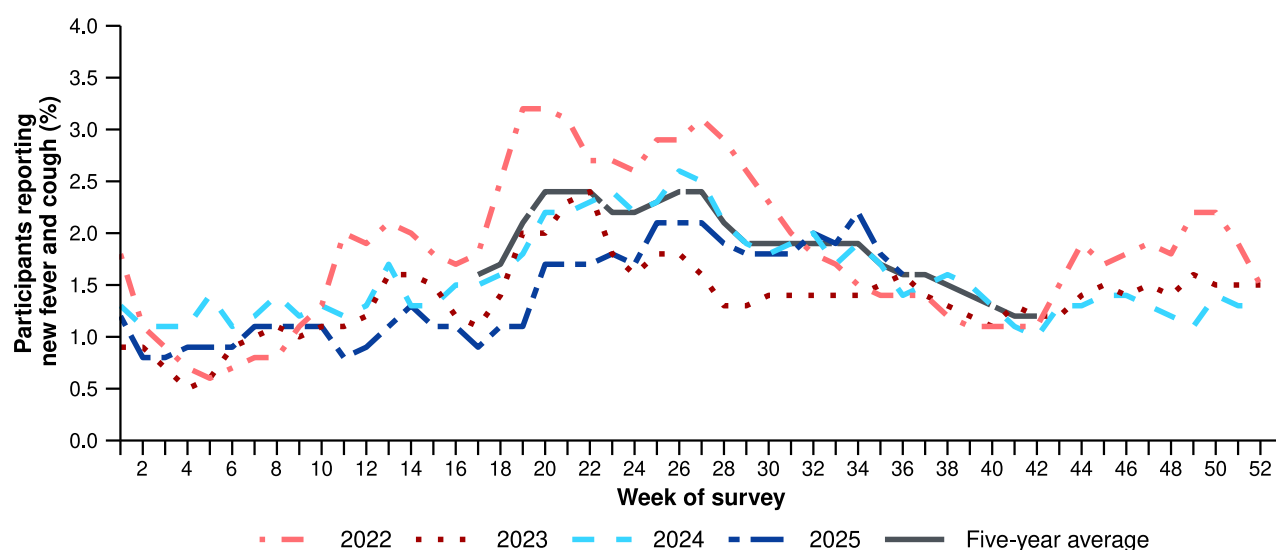 4.0
3.5
3.0
2.5
2.0
1.5
1.0
0.5
0.0
Participants reporting
new fever and cough (%)
2 4 6 8 10 12 14 16 18 20 22 24 26 28 30 32 34 36 38 40 42 44 46 48 50 52
Week of survey
2022 2023 2024 2025 Five-year average